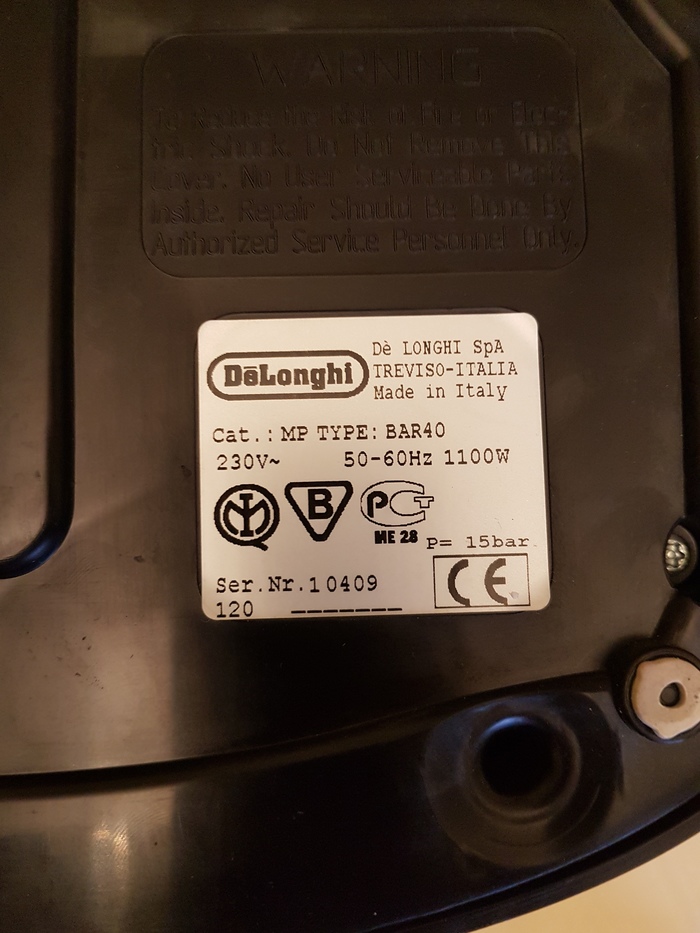 WARNING
To Reduce the Risk of Fire or Elec-
tric Shock. Do Not Remove This
Cover. No User Serviceable Parts
Inside. Repair Should Be Done By
Authorized Service Personnel Only.
DeLonghi
Dè LONGHI SpA
TREVISO-ITALIA
Made in Italy
Cat.: MP TYPE: BAR40
230V~ 50-60Hz 1100W
B
PCT
ME 28
p= 15bar
Ser.Nr.10409
120 _______
CE